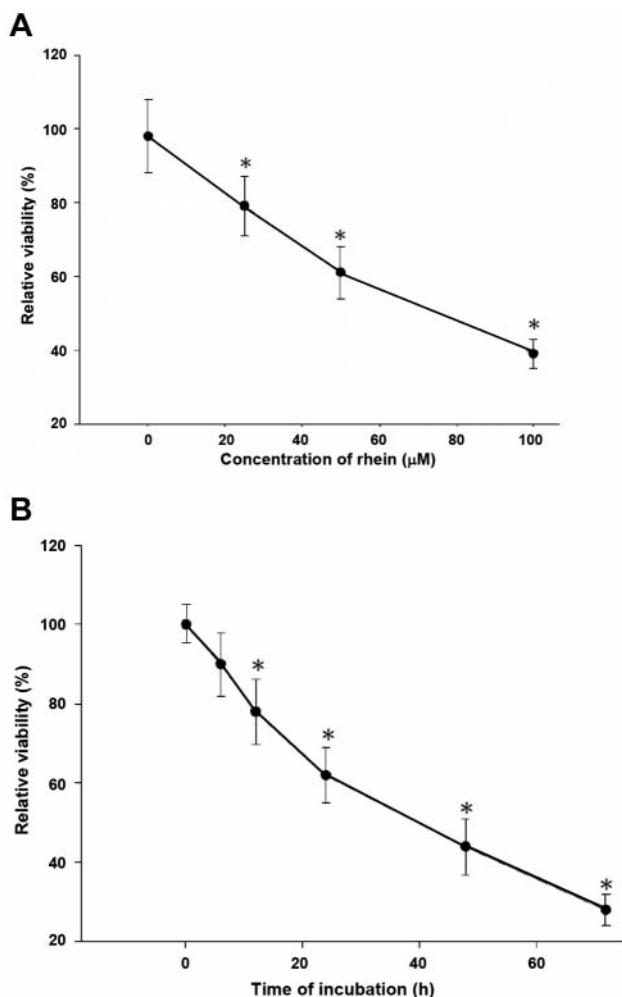 A
120
100
80
60
40
20
Relative viability (%)
*
*
*
0 20 40 60 80 100
Concentration of rhein (μM)
B
120
100
80
60
40
20
Relative viability (%)
*
*
*
*
0 20 40 60
Time of incubation (h)